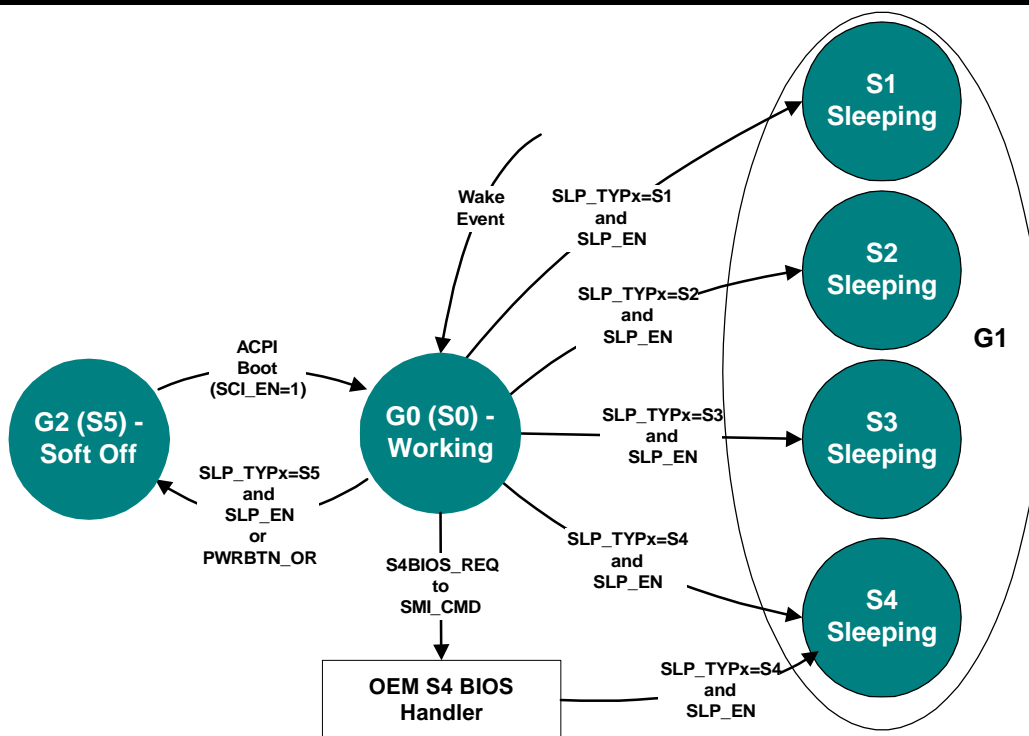 S1
Sleeping
Wake
Event
SLP_TYPx=S1
and
SLP_EN
S2
Sleeping
SLP_TYPx=S2
and
SLP_EN
G1
ACPI
Boot
(SCI_EN=1)
G2 (S5) -
Soft Off
G0 (S0) -
Working
SLP_TYPx=S3
and
SLP_EN
S3
Sleeping
SLP_TYPx=S5
and
SLP_EN
or
PWRBTN_OR
S4BIOS_REQ
to
SMI_CMD
SLP_TYPx=S4
and
SLP_EN
S4
Sleeping
OEM S4 BIOS
Handler
SLP_TYPx=S4
and
SLP_EN